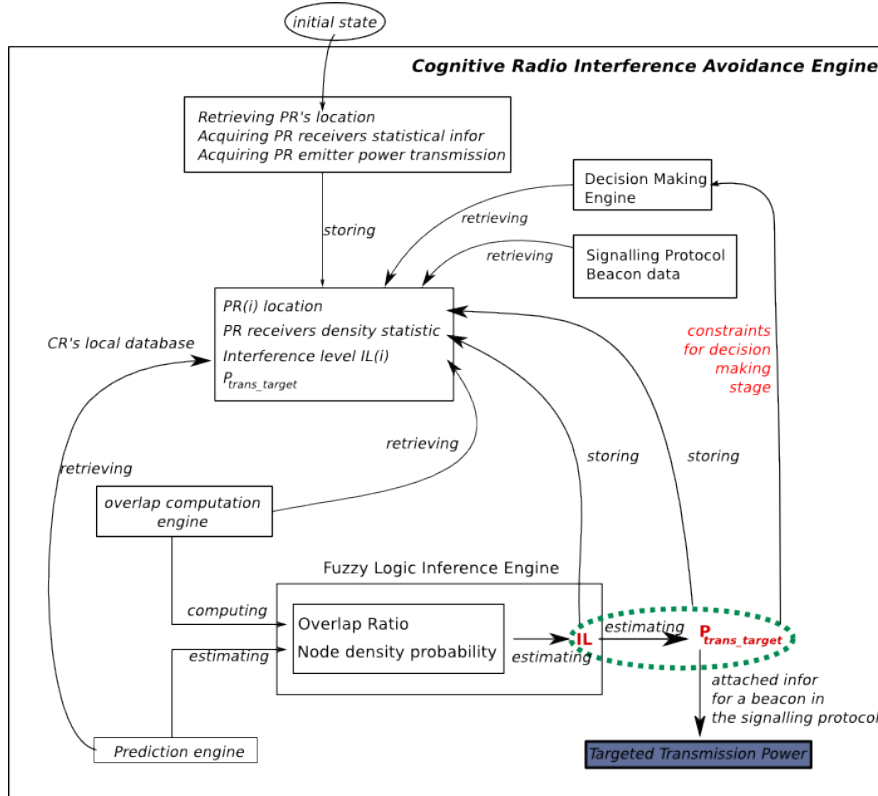 initial state
Cognitive Radio Interference Avoidance Engine
Retrieving PR's location
Acquiring PR receivers statistical infor
Acquiring PR emitter power transmission
Decision Making
Engine
retrieving
storing
Signalling Protocol
Beacon data
retrieving
PR(i) location
PR receivers density statistic
Interference level IL(i)
P_trans_target
CR's local database
constraints
for decision
making
stage
retrieving
retrieving
storing
storing
overlap computation
engine
Fuzzy Logic Inference Engine
computing
Overlap Ratio
Node density probability
estimating
estimating
IL
estimating
P_trans_target
attached infor
for a beacon in
the signalling protocol
Prediction engine
Targeted Transmission Power